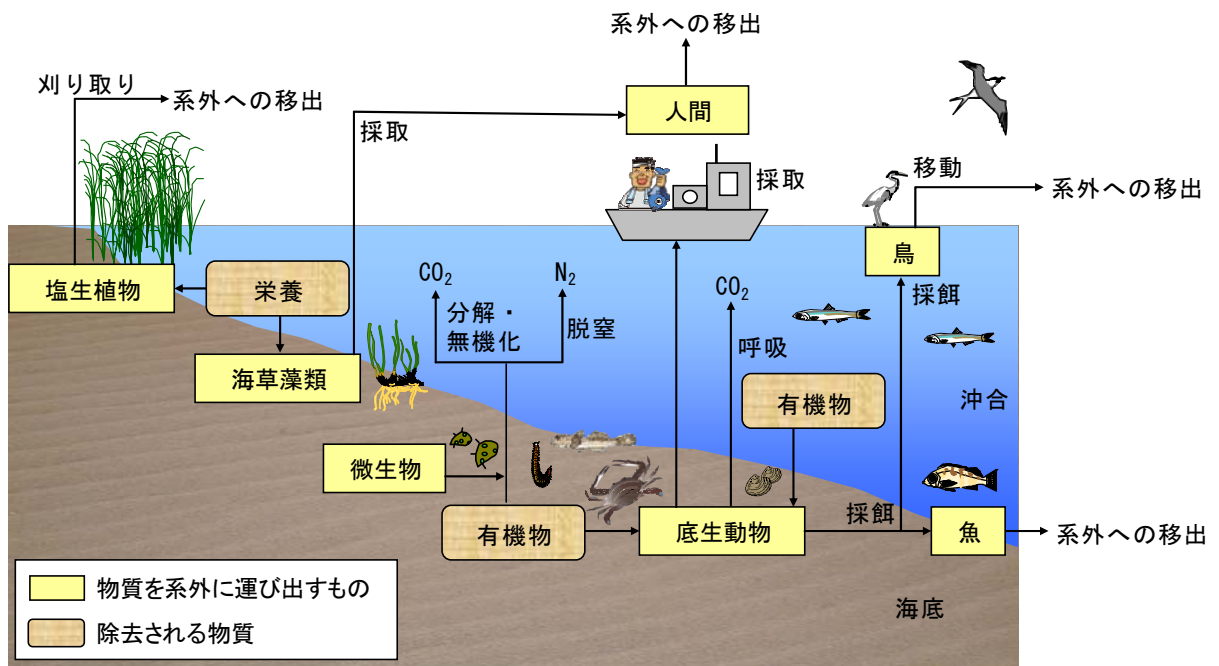 系外への移出
刈り取り
系外への移出
人間
採取
採取
移動
系外への移出
塩生植物
栄養
CO₂
N₂
CO₂
鳥
採餌
分解・
無機化
脱窒
呼吸
海草藻類
有機物
沖合
微生物
有機物
底生動物
採餌
魚
系外への移出
物質を系外に運び出すもの
除去される物質
海底